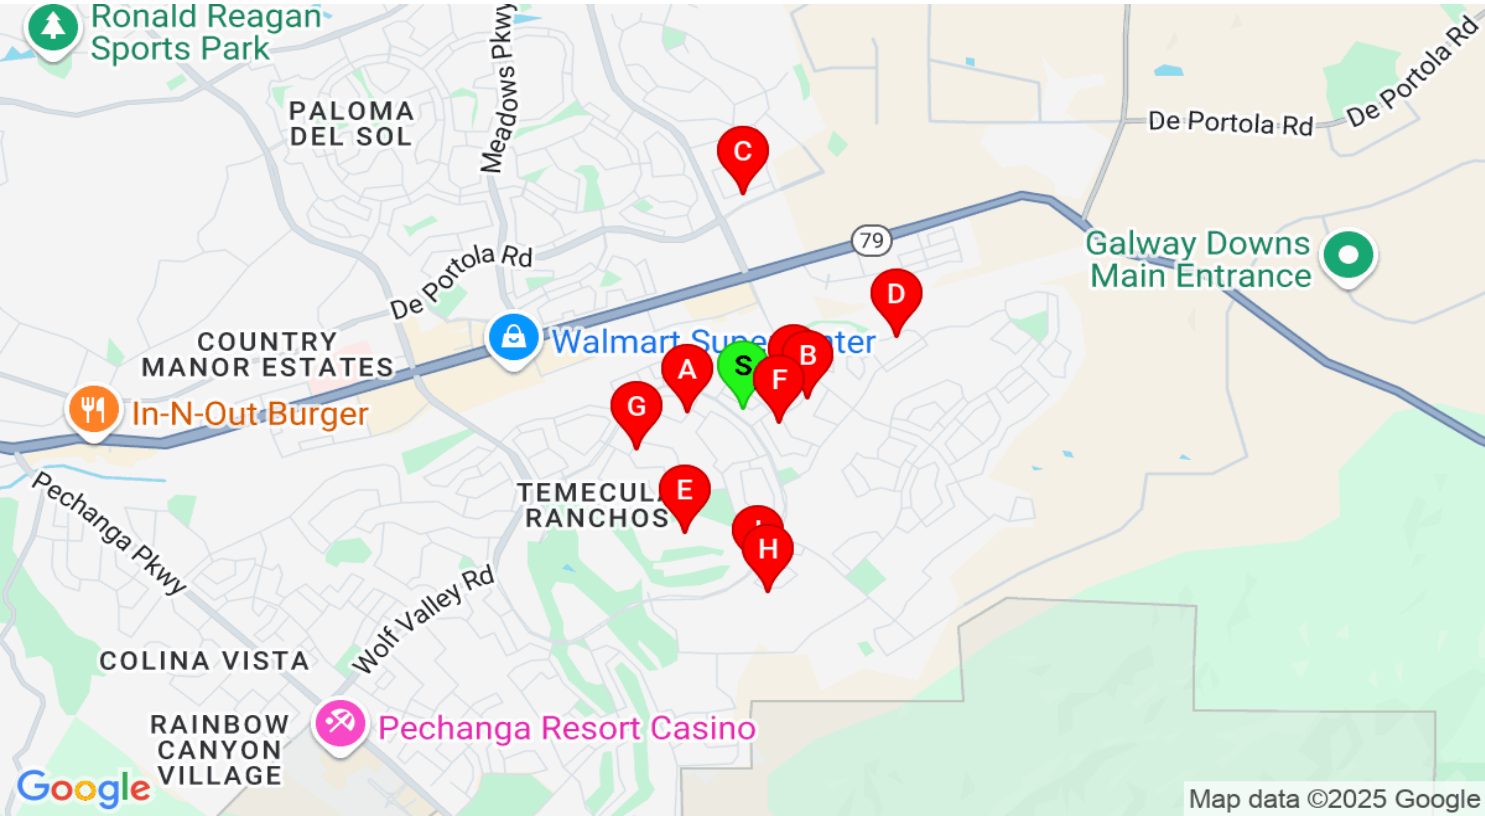 Ronald Reagan
Sports Park
PALOMA
DEL SOL
Meadows Pkwy
C
De Portola Rd
De Portola Rd
79
De Portola Rd
Galway Downs
Main Entrance
D
COUNTRY
MANOR ESTATES
Walmart
A
S
B
F
G
In-N-Out Burger
Pechanga Pkwy
TEMECULA
RANCHOS
E
H
Wolf Valley Rd
COLINA VISTA
RAINBOW
CANYON
VILLAGE
Pechanga Resort Casino
Google
Map data ©2025 Google